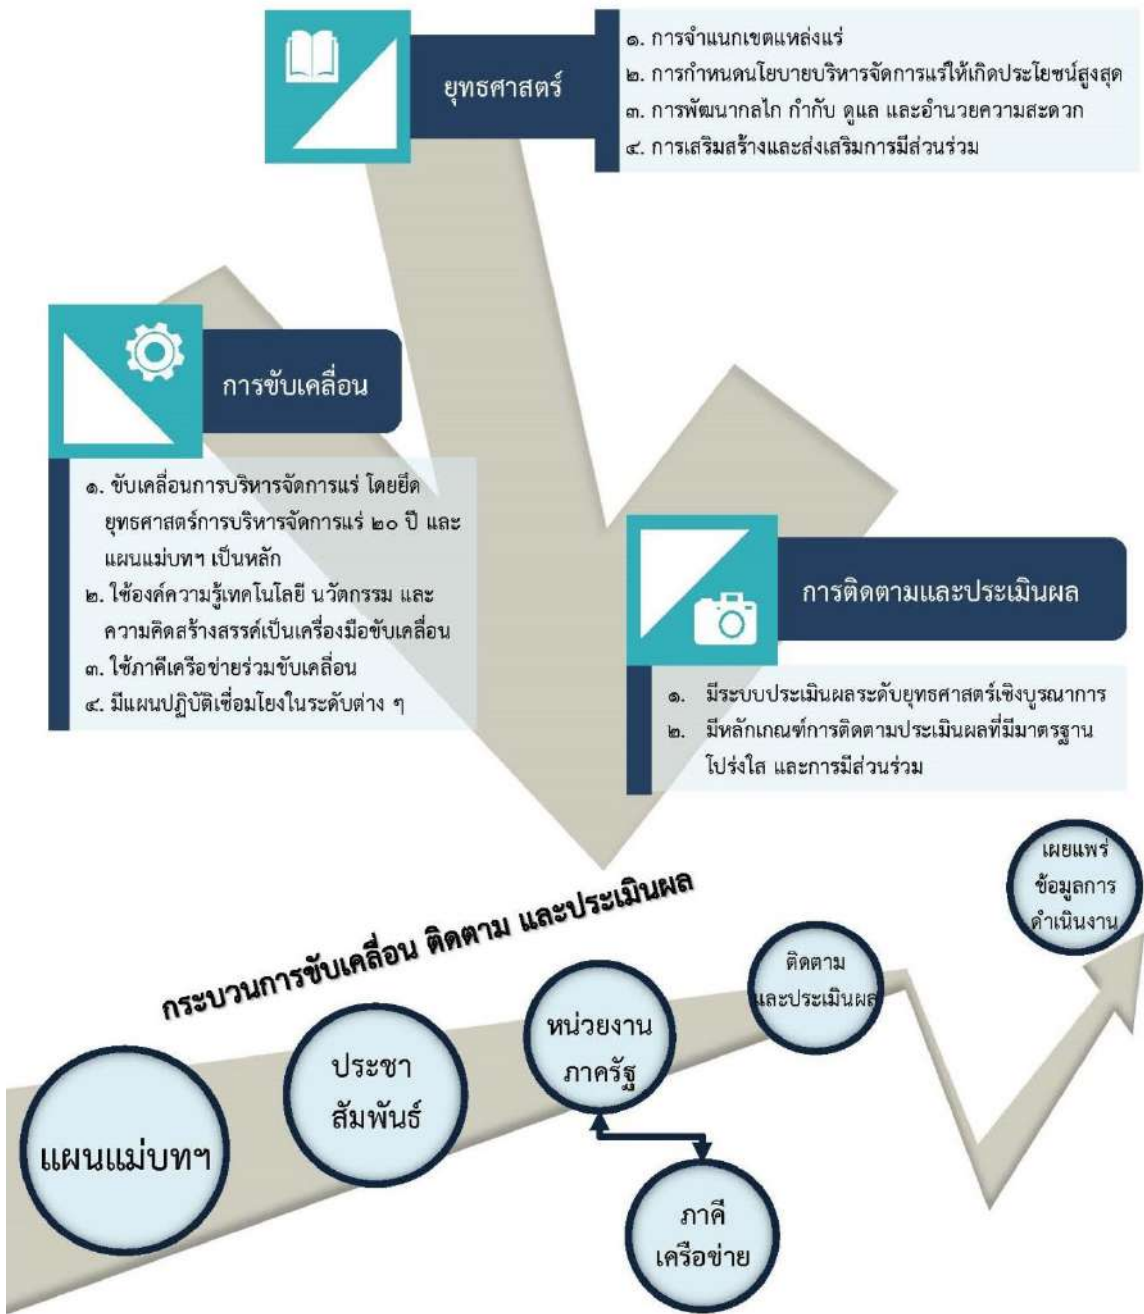 ยุทธศาสตร์
๑. การจำแนกเขตแหล่งแร่
๒. การกำหนดนโยบายบริหารจัดการแร่ให้เกิดประโยชน์สูงสุด
๓. การพัฒนากลไก กำกับ ดูแล และอำนวยความสะดวก
๔. การเสริมสร้างและส่งเสริมการมีส่วนร่วม
การขับเคลื่อน
๑. ขับเคลื่อนการบริหารจัดการแร่ โดยยึด
ยุทธศาสตร์การบริหารจัดการแร่ ๒๐ ปี และ
แผนแม่บทฯ เป็นหลัก
๒. ใช้องค์ความรู้เทคโนโลยี นวัตกรรม และ
ความคิดสร้างสรรค์เป็นเครื่องมือขับเคลื่อน
๓. ใช้ภาคีเครือข่ายร่วมขับเคลื่อน
๔. มีแผนปฏิบัติเชื่อมโยงในระดับต่าง ๆ
การติดตามและประเมินผล
๑. มีระบบประเมินผลระดับยุทธศาสตร์เชิงบูรณาการ
๒. มีหลักเกณฑ์การติดตามประเมินผลที่มีมาตรฐาน
โปร่งใส และการมีส่วนร่วม
กระบวนการขับเคลื่อน ติดตาม และประเมินผล
แผนแม่บทฯ
ประชา
สัมพันธ์
หน่วยงาน
ภาครัฐ
ภาคี
เครือข่าย
ติดตาม
และประเมินผล
เผยแพร่
ข้อมูลการ
ดำเนินงาน